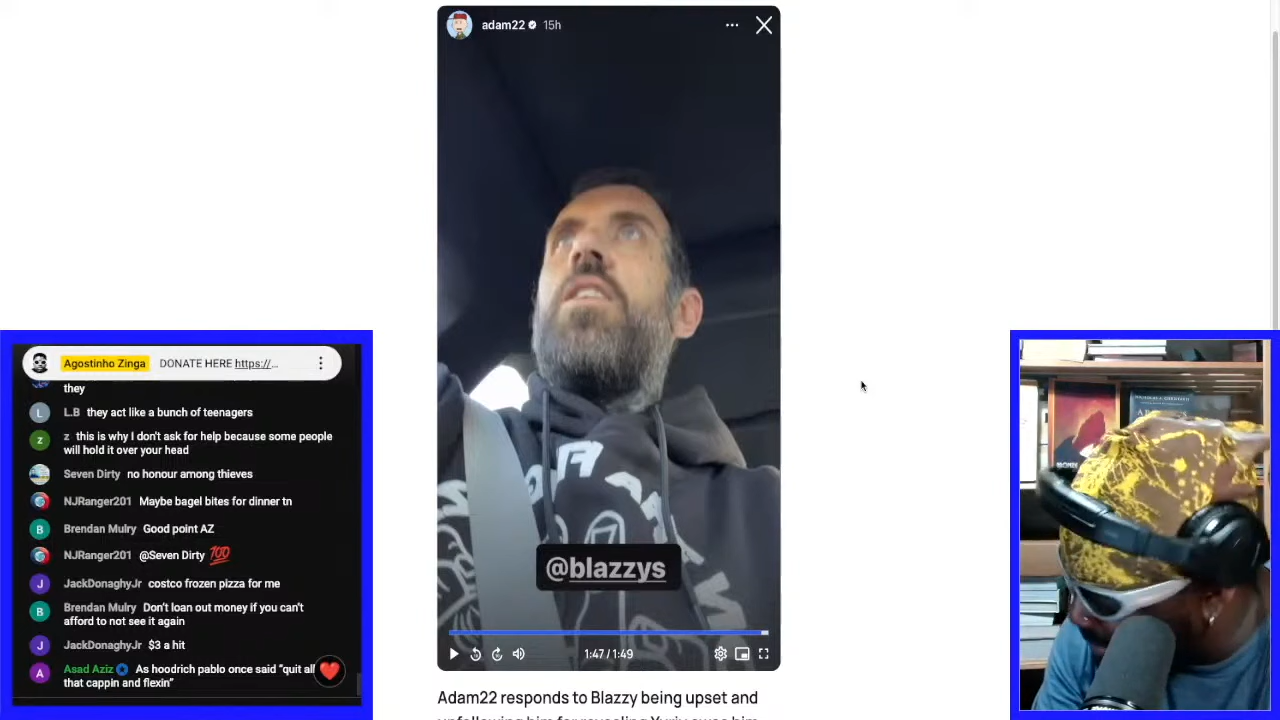 adam22 15h
@blazzys
1:47 / 1:49
Adam22 responds to Blazzy being upset and
Agostinho Zinga DONATE HERE https://...
they
L.B they act like a bunch of teenagers
z this is why I don't ask for help because some people
will hold it over your head
Seven Dirty no honour among thieves
NJRanger201 Maybe bagel bites for dinner tn
Brendan Mulry Good point AZ
NJRanger201 @Seven Dirty 💯
JackDonaghyJr costco frozen pizza for me
Brendan Mulry Don't loan out money if you can't
afford to not see it again
JackDonaghyJr $3 a hit
Asad Aziz As hoodrich pablo once said "quit all
that cappin and flexin"